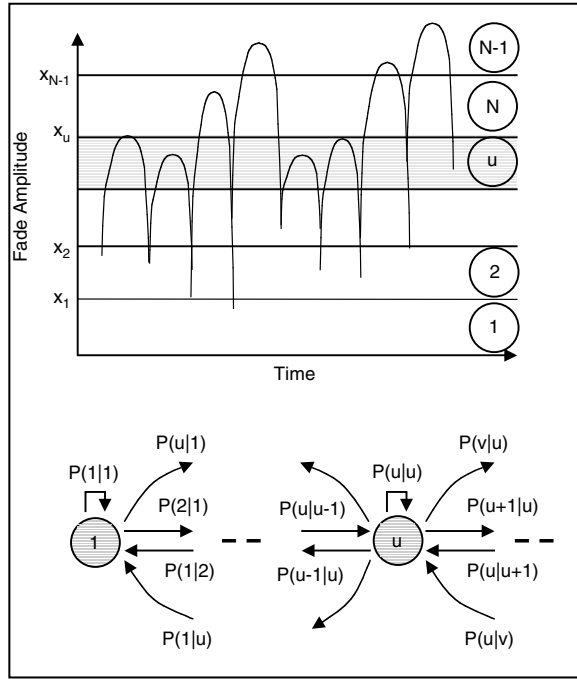 Fade Amplitude
x_{N-1}
x_u
x_2
x_1
N-1
N
u
2
1
Time
P(1|1)
P(u|1)
P(2|1)
P(1|2)
P(1|u)
1
P(u|u-1)
P(u-1|u)
P(u|u)
u
P(v|u)
P(u+1|u)
P(u|u+1)
P(u|v)